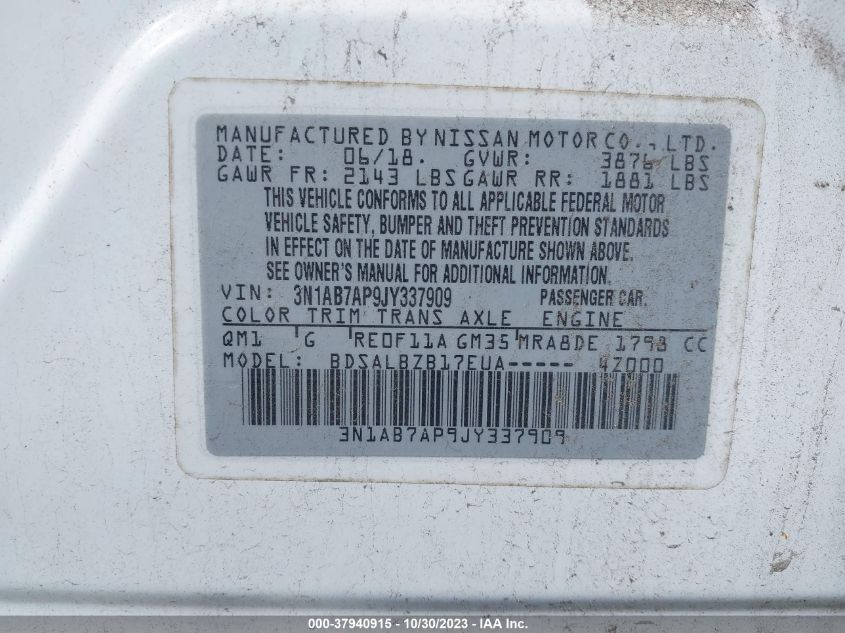 MANUFACTURED BY NISSAN MOTOR CO., LTD.
DATE: 06/18. GVWR: 3876 LBS
GAWR FR: 2143 LBS GAWR RR: 1881 LBS
THIS VEHICLE CONFORMS TO ALL APPLICABLE FEDERAL MOTOR
VEHICLE SAFETY, BUMPER AND THEFT PREVENTION STANDARDS
IN EFFECT ON THE DATE OF MANUFACTURE SHOWN ABOVE.
SEE OWNER'S MANUAL FOR ADDITIONAL INFORMATION.
VIN: 3N1AB7AP9JY337909 PASSENGER CAR.
COLOR TRIM TRANS AXLE ENGINE
QM1 G RE0F11A GM35 MRA8DE 1798 CC
MODEL: BDSALBZB17EUA----- 4Z000
3N1AB7AP9JY337909
000-37940915 - 10/30/2023 - IAA Inc.